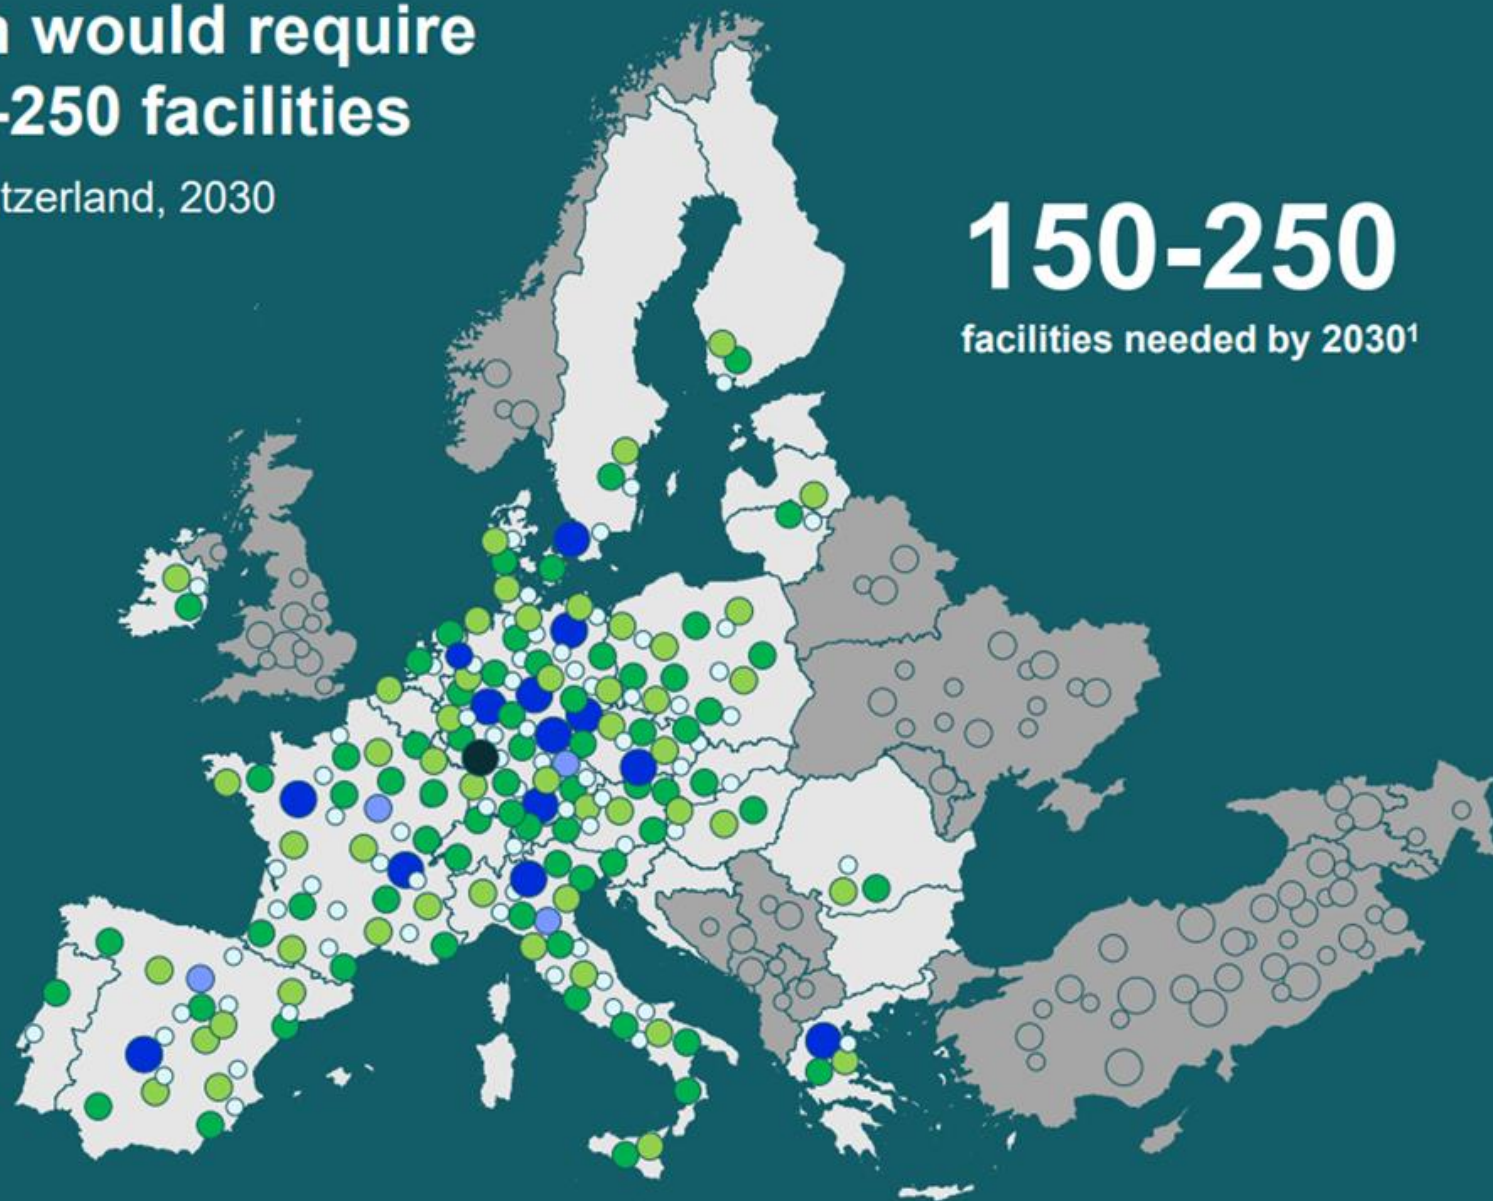 n would require
-250 facilities
tzerland, 2030
150-250
facilities needed by 2030¹